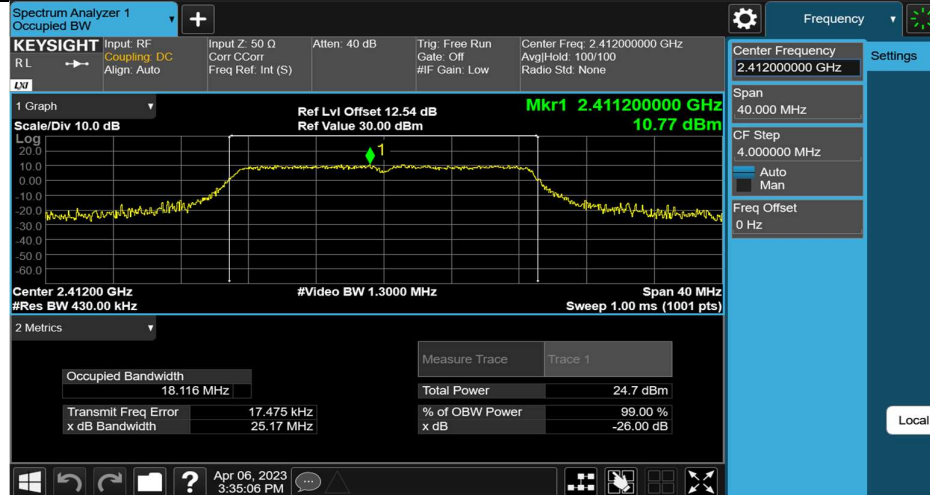 Spectrum Analyzer 1
Occupied BW
+
Frequency
KEYSIGHT
RL
LXI
Input: RF
Coupling: DC
Align: Auto
Input Z: 50 Ω
Corr CCorr
Freq Ref: Int (S)
Atten: 40 dB
Trig: Free Run
Gate: Off
#IF Gain: Low
Center Freq: 2.412000000 GHz
Avg|Hold: 100/100
Radio Std: None
Center Frequency
2.412000000 GHz
Settings
Span
40.000 MHz
CF Step
4.000000 MHz
Auto
Man
Freq Offset
0 Hz
Local
1 Graph
Scale/Div 10.0 dB
Ref Lvl Offset 12.54 dB
Ref Value 30.00 dBm
Mkr1 2.411200000 GHz
10.77 dBm
Log
20.0
10.0
0.00
-10.0
-20.0
-30.0
-40.0
-50.0
-60.0
1
Center 2.41200 GHz
#Res BW 430.00 kHz
#Video BW 1.3000 MHz
Span 40 MHz
Sweep 1.00 ms (1001 pts)
2 Metrics
Measure Trace Trace 1
Occupied Bandwidth
18.116 MHz
Total Power 24.7 dBm
Transmit Freq Error 17.475 kHz
% of OBW Power 99.00 %
x dB Bandwidth 25.17 MHz
x dB -26.00 dB
?
Apr 06, 2023
3:35:06 PM